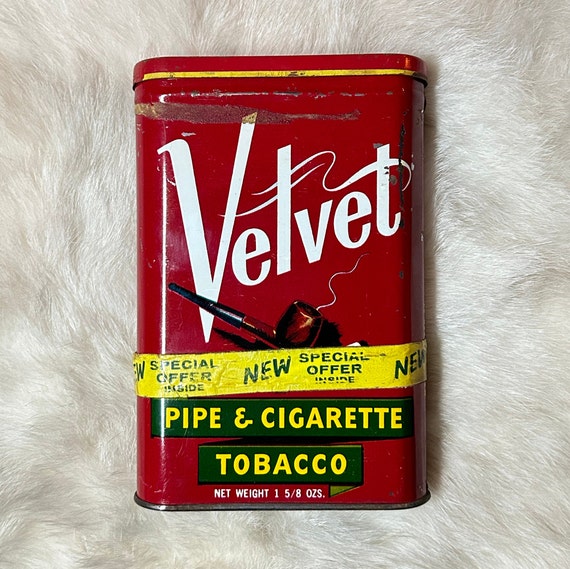 Velvet
NEW SPECIAL OFFER INSIDE NEW SPECIAL OFFER INSIDE NEW
PIPE & CIGARETTE
TOBACCO
NET WEIGHT 1 5/8 OZS.